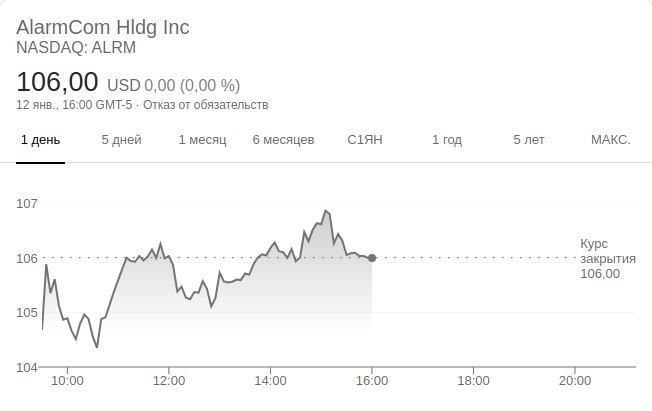 AlarmCom Hldg Inc
NASDAQ: ALRM
106,00 USD 0,00 (0,00 %)
12 янв., 16:00 GMT-5 · Отказ от обязательств
1 день 5 дней 1 месяц 6 месяцев С1ЯН 1 год 5 лет МАКС.
107
106
105
104
Курс
закрытия
106,00
10:00 12:00 14:00 16:00 18:00 20:00